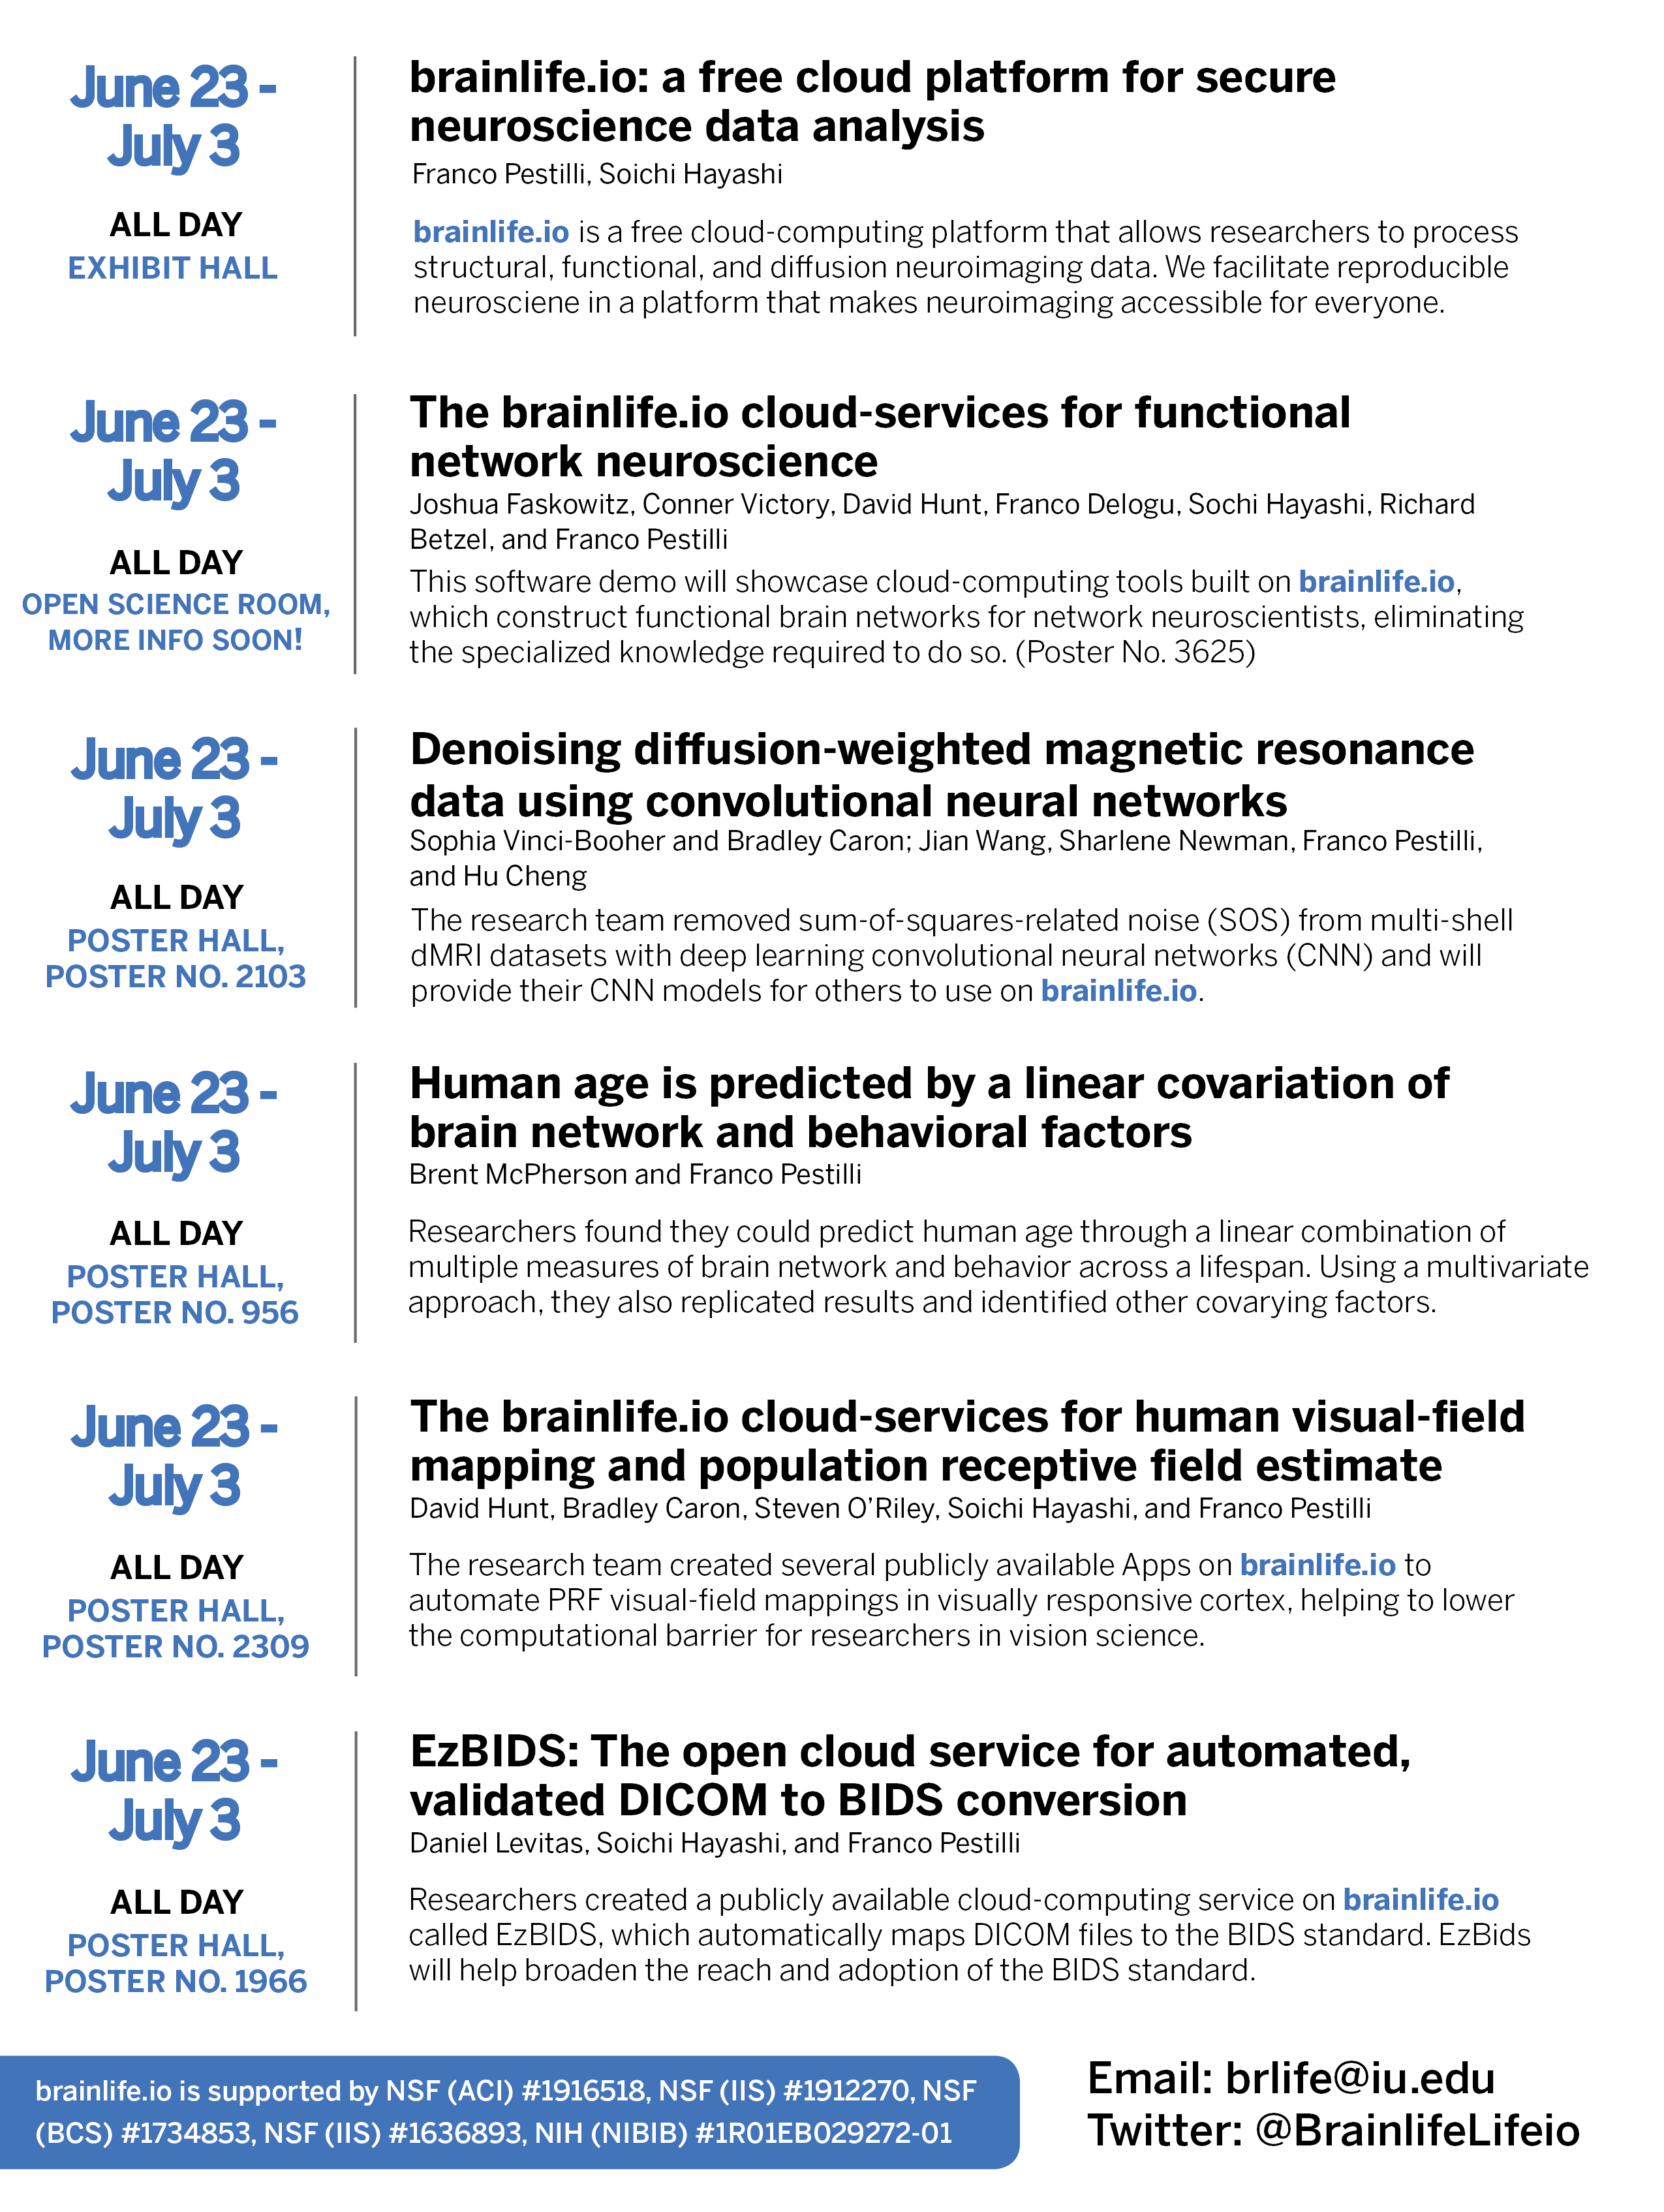 June 23 -
July 3
ALL DAY
EXHIBIT HALL
brainlife.io: a free cloud platform for secure
neuroscience data analysis
Franco Pestilli, Soichi Hayashi
brainlife.io is a free cloud-computing platform that allows researchers to process
structural, functional, and diffusion neuroimaging data. We facilitate reproducible
neurosciene in a platform that makes neuroimaging accessible for everyone.
June 23 -
July 3
ALL DAY
OPEN SCIENCE ROOM,
MORE INFO SOON!
The brainlife.io cloud-services for functional
network neuroscience
Joshua Faskowitz, Conner Victory, David Hunt, Franco Delogu, Sochi Hayashi, Richard
Betzel, and Franco Pestilli
This software demo will showcase cloud-computing tools built on brainlife.io,
which construct functional brain networks for network neuroscientists, eliminating
the specialized knowledge required to do so. (Poster No. 3625)
June 23 -
July 3
ALL DAY
POSTER HALL,
POSTER NO. 2103
Denoising diffusion-weighted magnetic resonance
data using convolutional neural networks
Sophia Vinci-Booher and Bradley Caron; Jian Wang, Sharlene Newman, Franco Pestilli,
and Hu Cheng
The research team removed sum-of-squares-related noise (SOS) from multi-shell
dMRI datasets with deep learning convolutional neural networks (CNN) and will
provide their CNN models for others to use on brainlife.io.
June 23 -
July 3
ALL DAY
POSTER HALL,
POSTER NO. 956
Human age is predicted by a linear covariation of
brain network and behavioral factors
Brent McPherson and Franco Pestilli
Researchers found they could predict human age through a linear combination of
multiple measures of brain network and behavior across a lifespan. Using a multivariate
approach, they also replicated results and identified other covarying factors.
June 23 -
July 3
ALL DAY
POSTER HALL,
POSTER NO. 2309
The brainlife.io cloud-services for human visual-field
mapping and population receptive field estimate
David Hunt, Bradley Caron, Steven O'Riley, Soichi Hayashi, and Franco Pestilli
The research team created several publicly available Apps on brainlife.io to
automate PRF visual-field mappings in visually responsive cortex, helping to lower
the computational barrier for researchers in vision science.
June 23 -
July 3
ALL DAY
POSTER HALL,
POSTER NO. 1966
EzBIDS: The open cloud service for automated,
validated DICOM to BIDS conversion
Daniel Levitas, Soichi Hayashi, and Franco Pestilli
Researchers created a publicly available cloud-computing service on brainlife.io
called EzBIDS, which automatically maps DICOM files to the BIDS standard. EzBids
will help broaden the reach and adoption of the BIDS standard.
brainlife.io is supported by NSF (ACI) #1916518, NSF (IIS) #1912270, NSF
(BCS) #1734853, NSF (IIS) #1636893, NIH (NIBIB) #1R01EB029272-01
Email: brlife@iu.edu
Twitter: @BrainlifeLifeio